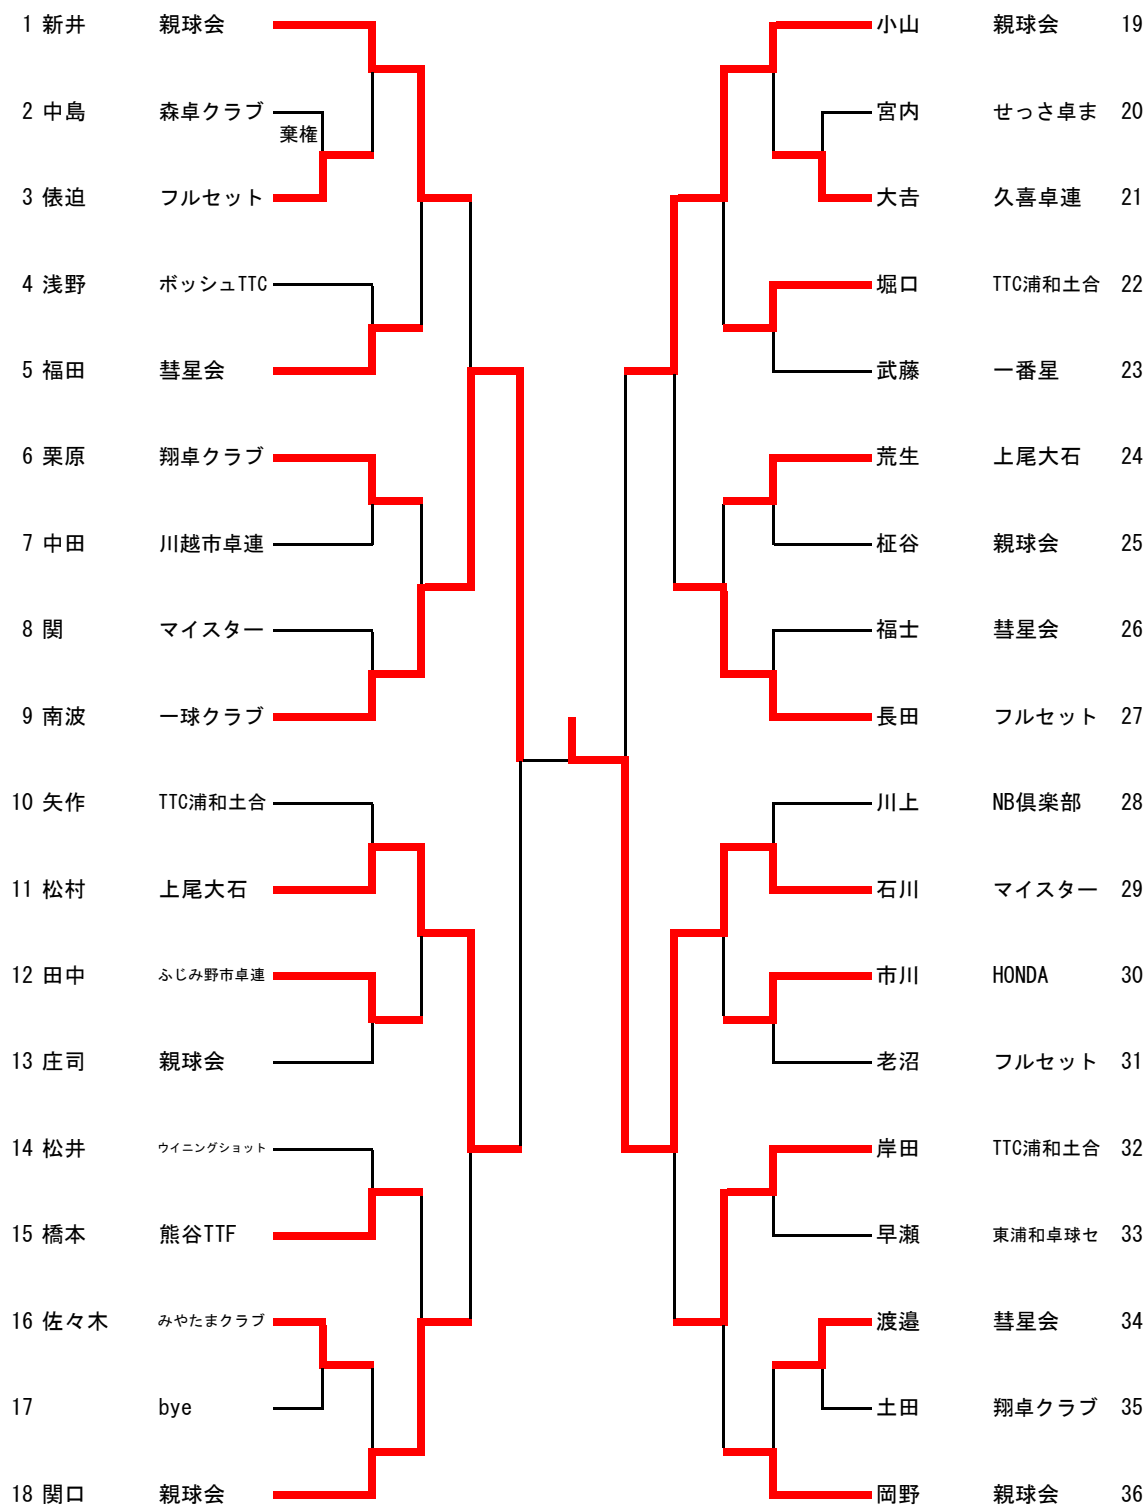 1 新井 親球会
2 中島 森卓クラブ
棄権
3 俵迫 フルセット
4 浅野 ボッシュTTC
5 福田 彗星会
6 栗原 翔卓クラブ
7 中田 川越市卓連
8 関 マイスター
9 南波 一球クラブ
10 矢作 TTC浦和土合
11 松村 上尾大石
12 田中 ふじみ野市卓連
13 庄司 親球会
14 松井 ウイニングショット
15 橋本 熊谷TTF
16 佐々木 みやたまクラブ
17 bye
18 関口 親球会
小山 親球会 19
宮内 せっさ卓ま 20
大𠮷 久喜卓連 21
堀口 TTC浦和土合 22
武藤 一番星 23
荒生 上尾大石 24
柾谷 親球会 25
福士 彗星会 26
長田 フルセット 27
川上 NB倶楽部 28
石川 マイスター 29
市川 HONDA 30
老沼 フルセット 31
岸田 TTC浦和土合 32
早瀬 東浦和卓球セ 33
渡邉 彗星会 34
土田 翔卓クラブ 35
岡野 親球会 36